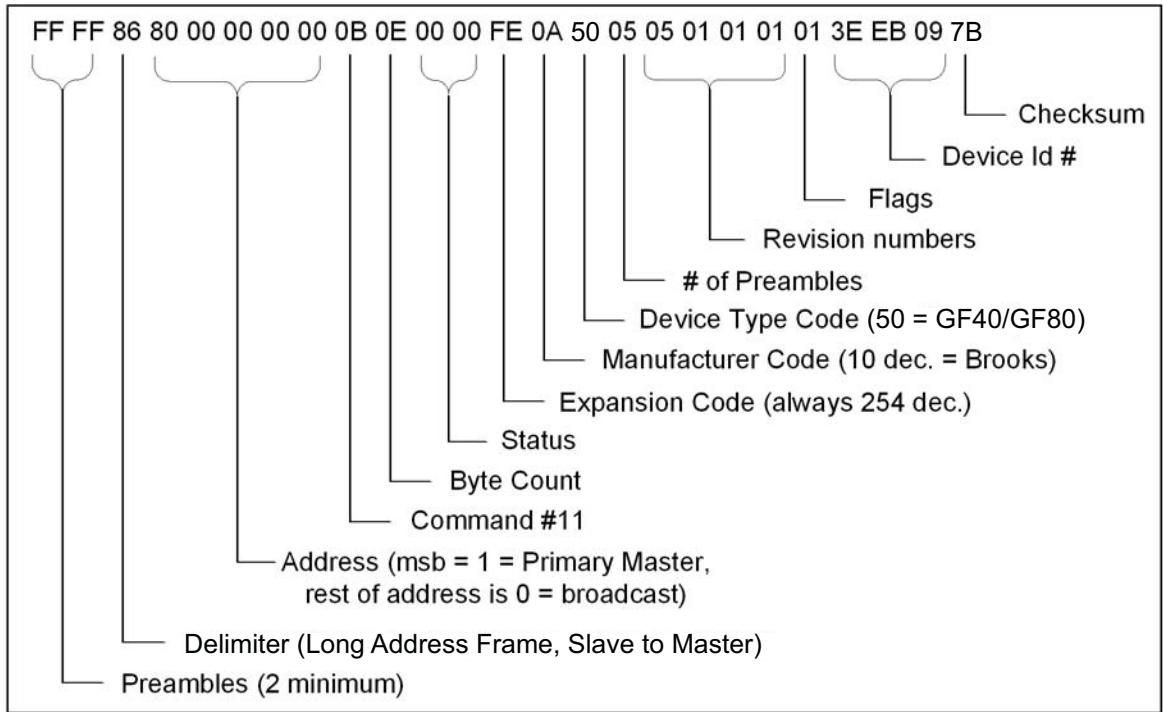 FF FF 86 80 00 00 00 00 0B 0E 00 00 FE 0A 50 05 05 01 01 01 01 3E EB 09 7B
Checksum
Device Id #
Flags
Revision numbers
# of Preambles
Device Type Code (50 = GF40/GF80)
Manufacturer Code (10 dec. = Brooks)
Expansion Code (always 254 dec.)
Status
Byte Count
Command #11
Address (msb = 1 = Primary Master,
rest of address is 0 = broadcast)
Delimiter (Long Address Frame, Slave to Master)
Preambles (2 minimum)